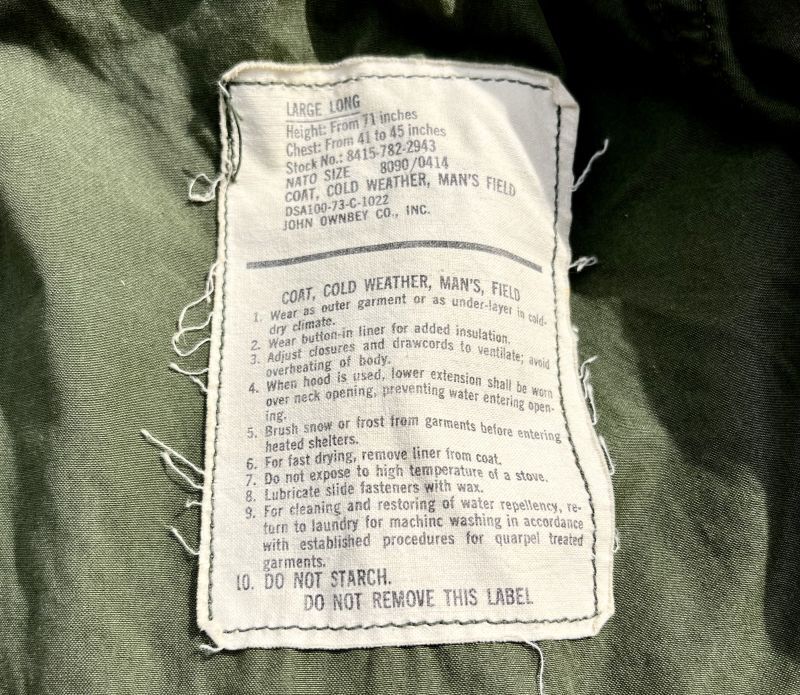 LARGE LONG
Height: From 71 inches
Chest: From 41 to 45 inches
Stock No.: 8415-782-2943
NATO SIZE 8090/0414
COAT, COLD WEATHER, MAN'S FIELD
DSA100-73-C-1022
JOHN OWNBEY CO., INC.
COAT, COLD WEATHER, MAN'S, FIELD
1. Wear as outer garment or as under-layer in cold-
dry climate.
2. Wear button-in liner for added insulation.
3. Adjust closures and drawcords to ventilate; avoid
overheating of body.
4. When hood is used, lower extension shall be worn
over neck opening, preventing water entering open-
ing.
5. Brush snow or frost from garments before entering
heated shelters.
6. For fast drying, remove liner from coat.
7. Do not expose to high temperature of a stove.
8. Lubricate slide fasteners with wax.
9. For cleaning and restoring of water repellency, re-
turn to laundry for machine washing in accordance
with established procedures for quarpel treated
garments.
10. DO NOT STARCH.
DO NOT REMOVE THIS LABEL